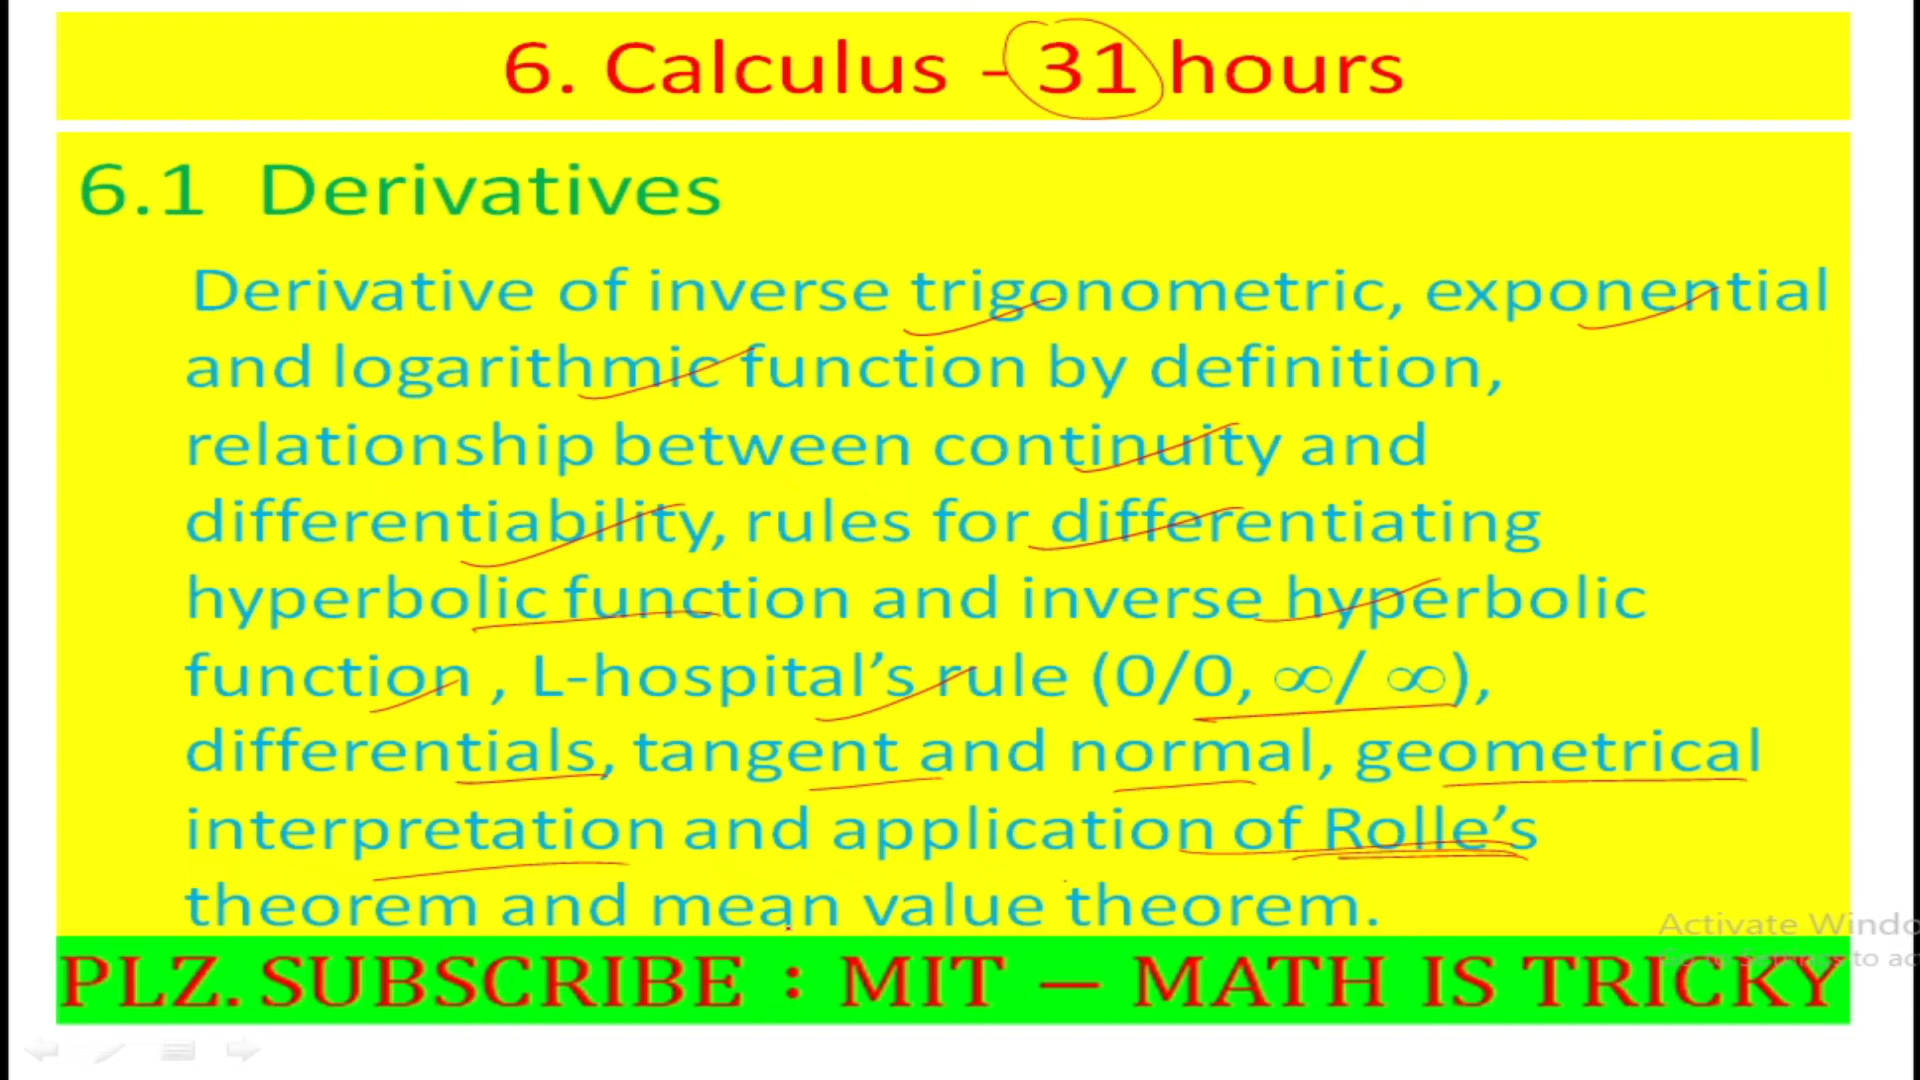 6. Calculus - 31 hours
6.1 Derivatives
Derivative of inverse trigonometric, exponential
and logarithmic function by definition,
relationship between continuity and
differentiability, rules for differentiating
hyperbolic function and inverse hyperbolic
function , L-hospital’s rule (0/0, ∞/ ∞),
differentials, tangent and normal, geometrical
interpretation and application of Rolle’s
theorem and mean value theorem.
Activate Windo
to ac
PLZ. SUBSCRIBE : MIT – MATH IS TRICKY